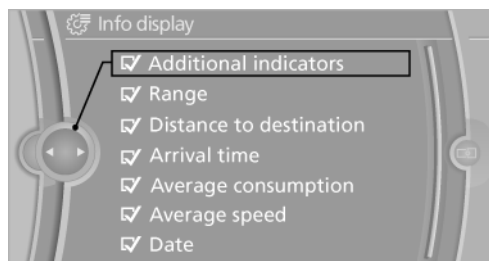 Info display
Additional indicators
Range
Distance to destination
Arrival time
Average consumption
Average speed
Date